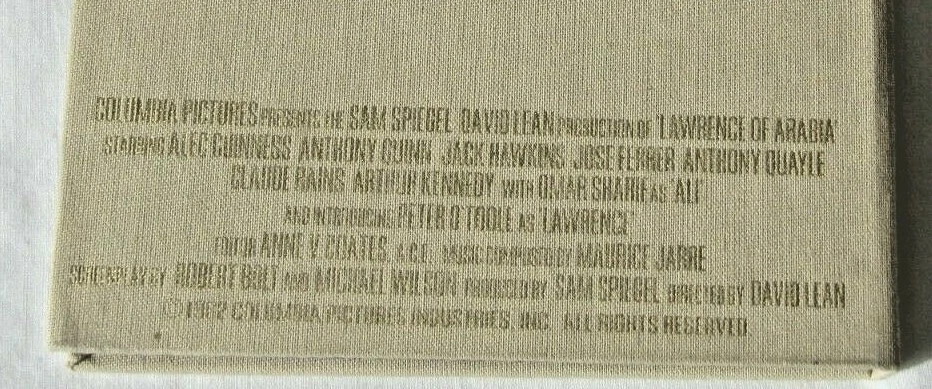 COLUMBIA PICTURES PRESENTS THE SAM SPIEGEL DAVID LEAN PRODUCTION OF 'LAWRENCE OF ARABIA'
STARRING ALEC GUINNESS ANTHONY QUINN JACK HAWKINS JOSE FERRER ANTHONY QUAYLE
CLAUDE RAINS ARTHUR KENNEDY WITH OMAR SHARIF AS 'ALI'
AND INTRODUCING PETER O'TOOLE AS 'LAWRENCE'
EDITOR ANNE V. COATES, A.C.E. MUSIC COMPOSED BY MAURICE JARRE
SCREENPLAY BY ROBERT BOLT AND MICHAEL WILSON PRODUCED BY SAM SPIEGEL DIRECTED BY DAVID LEAN
©1962 COLUMBIA PICTURES INDUSTRIES, INC. ALL RIGHTS RESERVED